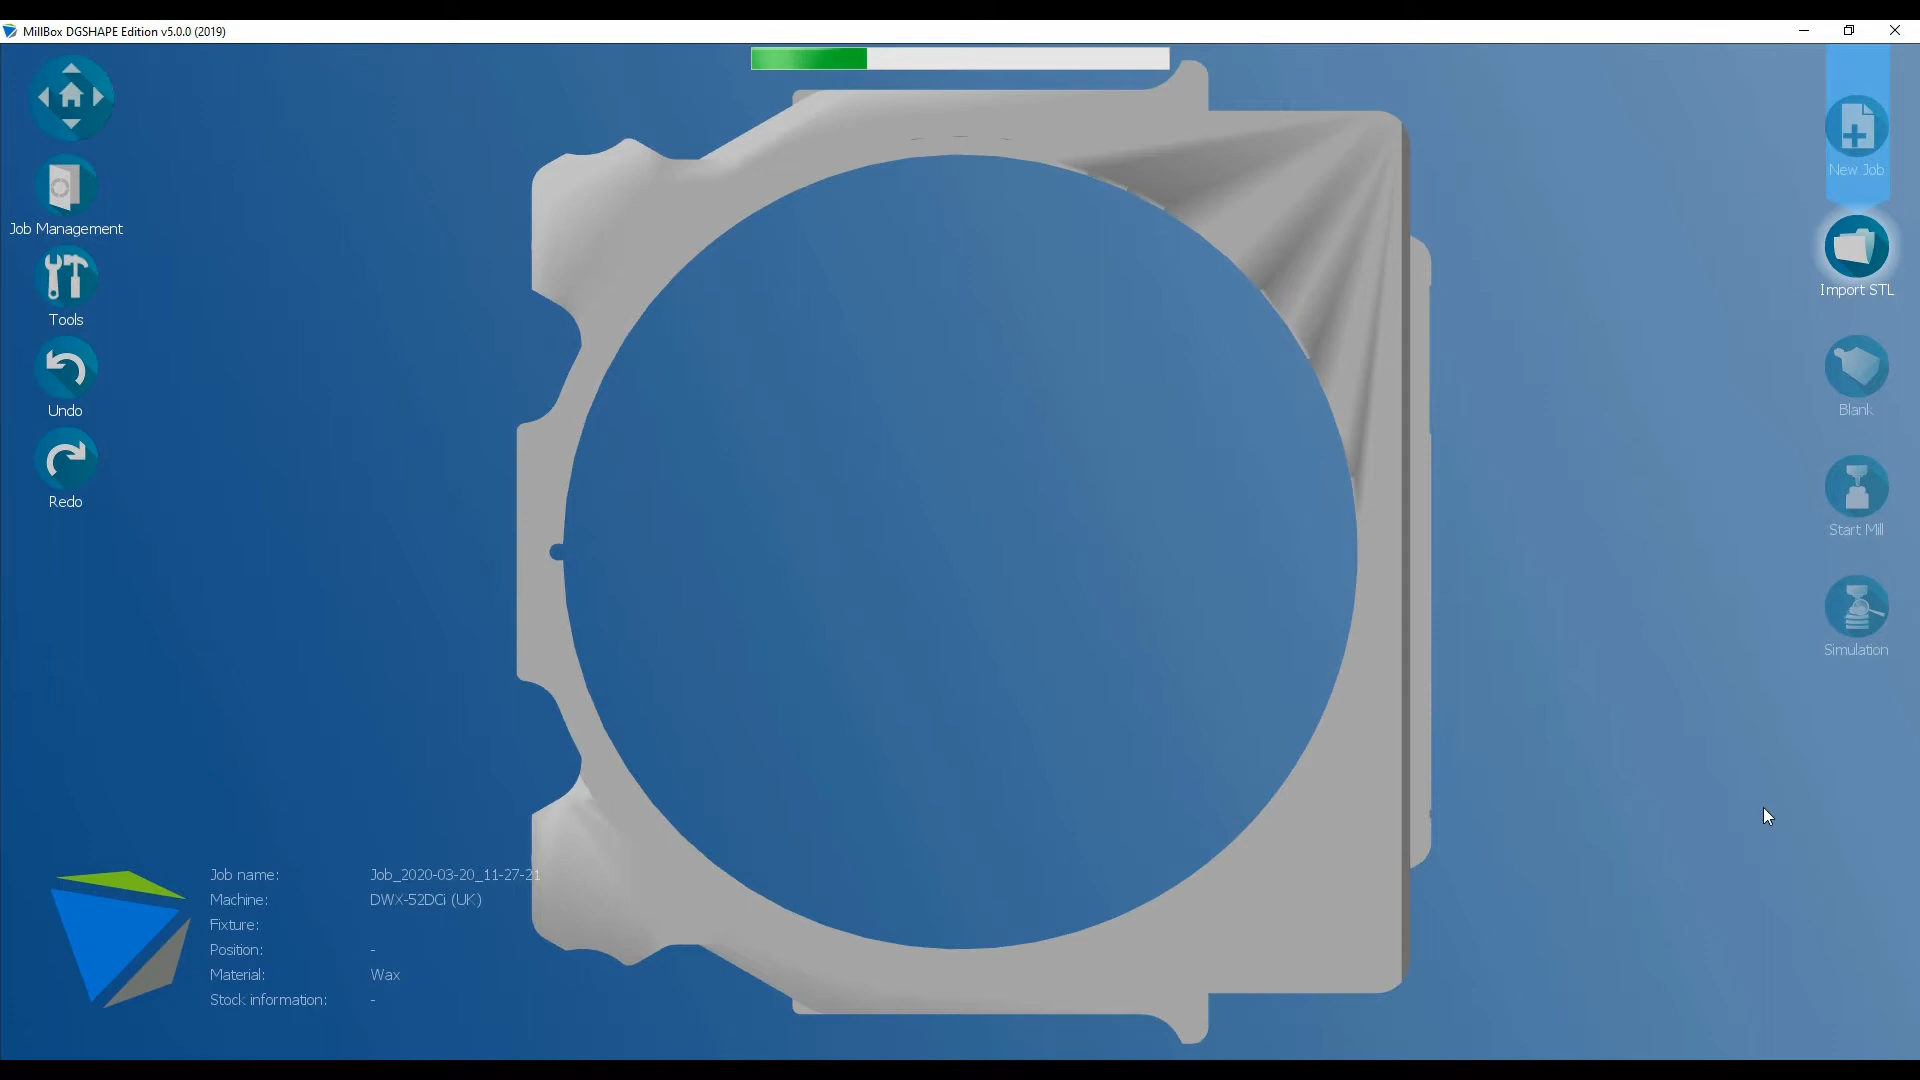 MillBox DGSHAPE Edition v5.0.0 (2019)
Job Management
Tools
Undo
Redo
New Job
Import STL
Blank
Start Mill
Simulation
Job name: Job_2020-03-20_11-27-21
Machine: DWX-52DCi (UK)
Fixture:
Position: -
Material: Wax
Stock information: -